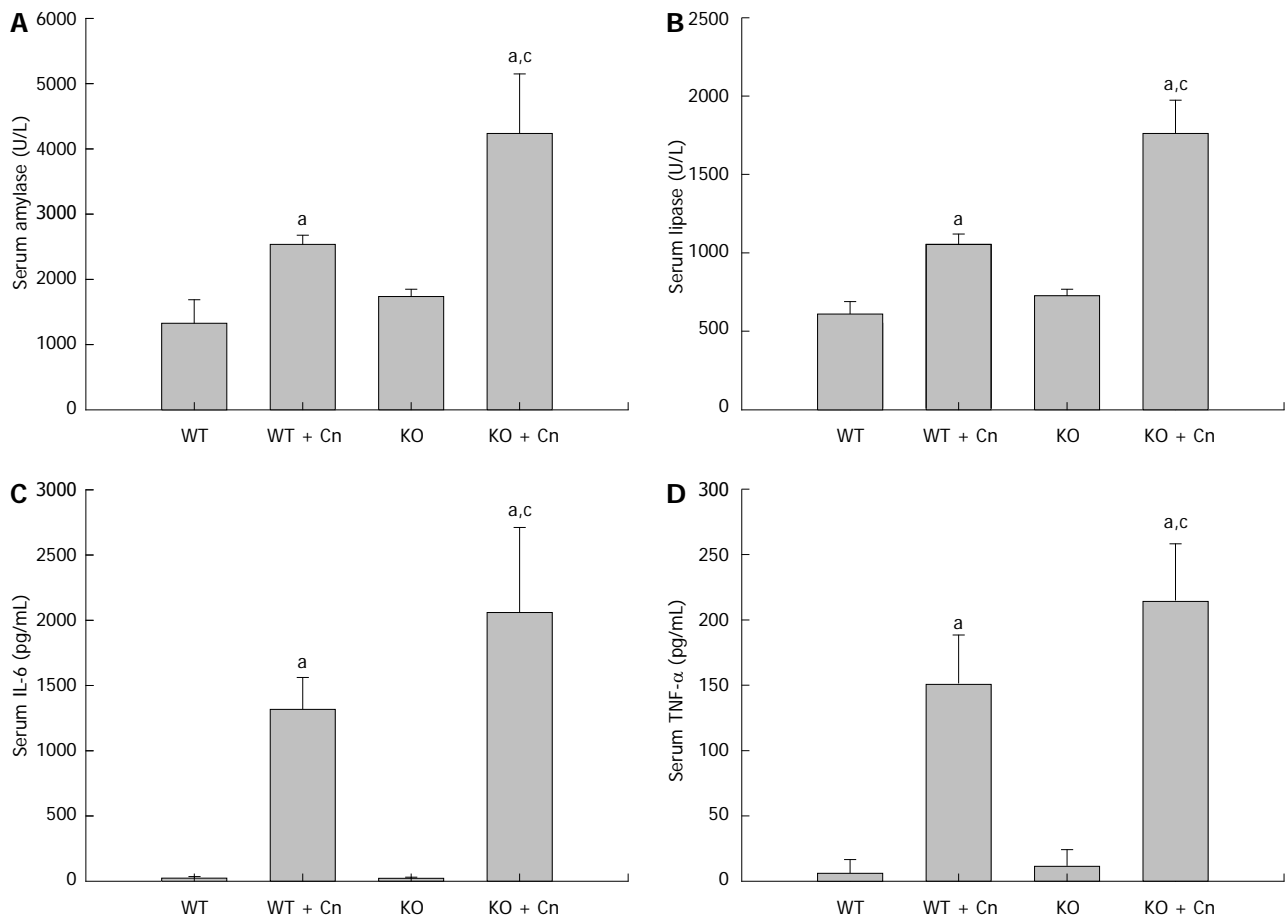 A
Serum amylase (U/L)
6000
5000
4000
3000
2000
1000
0
a
a,c
WT
WT + Cn
KO
KO + Cn
B
Serum lipase (U/L)
2500
2000
1500
1000
500
0
a
a,c
WT
WT + Cn
KO
KO + Cn
C
Serum IL-6 (pg/mL)
3000
2500
2000
1500
1000
500
0
a
a,c
WT
WT + Cn
KO
KO + Cn
D
Serum TNF-α (pg/mL)
300
250
200
150
100
50
0
a
a,c
WT
WT + Cn
KO
KO + Cn